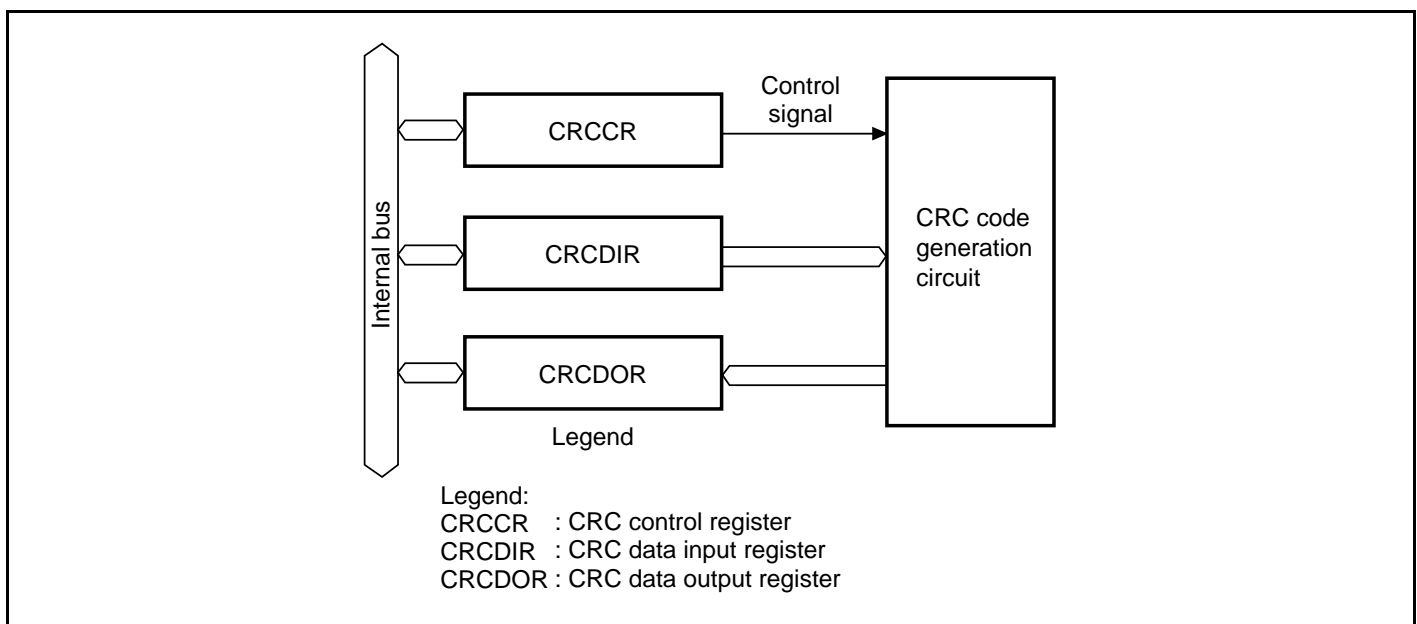 Control
signal
CRCCR
CRCDIR
CRCDOR
Internal bus
CRC code
generation
circuit
Legend
Legend:
CRCCR : CRC control register
CRCDIR : CRC data input register
CRCDOR : CRC data output register